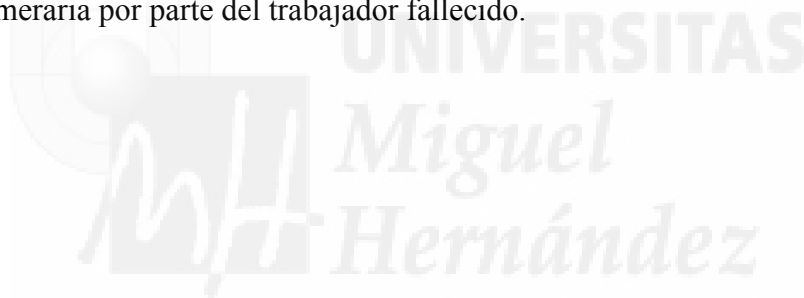 meraria por parte del trabajador fallecido.
UNIVERSITAS
Miguel
Hernández